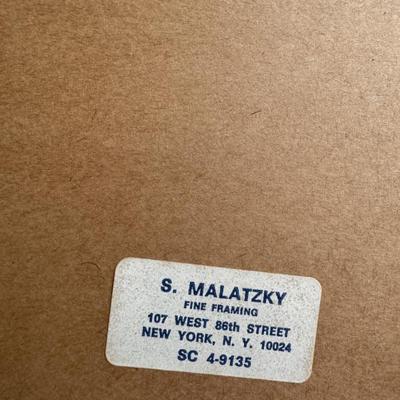 S. MALATZKY
FINE FRAMING
107 WEST 86th STREET
NEW YORK, N. Y. 10024
SC 4-9135